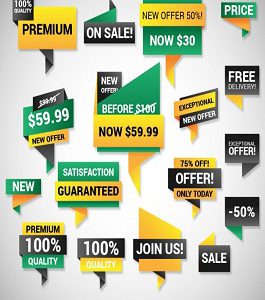 100%
QUALITY
PREMIUM
ON SALE!
NEW OFFER 50%!
NOW $30
PRICE
$99.99
$59.99
NEW OFFER
NEW
OFFER!
BEFORE $100
NOW $59.99
EXCEPTIONAL
NEW OFFER
FREE
DELIVERY!
EXCEPTIONAL
OFFER!
NEW
SATISFACTION
GUARANTEED
75% OFF!
OFFER!
ONLY TODAY
-50%
PREMIUM
100%
QUALITY
100%
QUALITY
JOIN US!
SALE